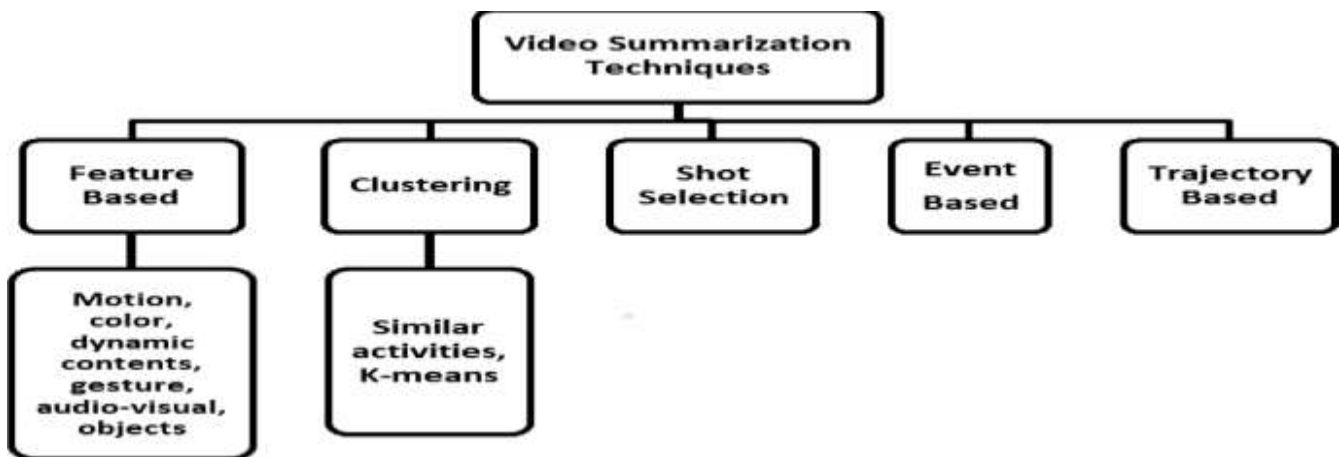 Video Summarization
Techniques
Feature
Based
Clustering
Shot
Selection
Event
Based
Trajectory
Based
Motion,
color,
dynamic
contents,
gesture,
audio-visual,
objects
Similar
activities,
K-means